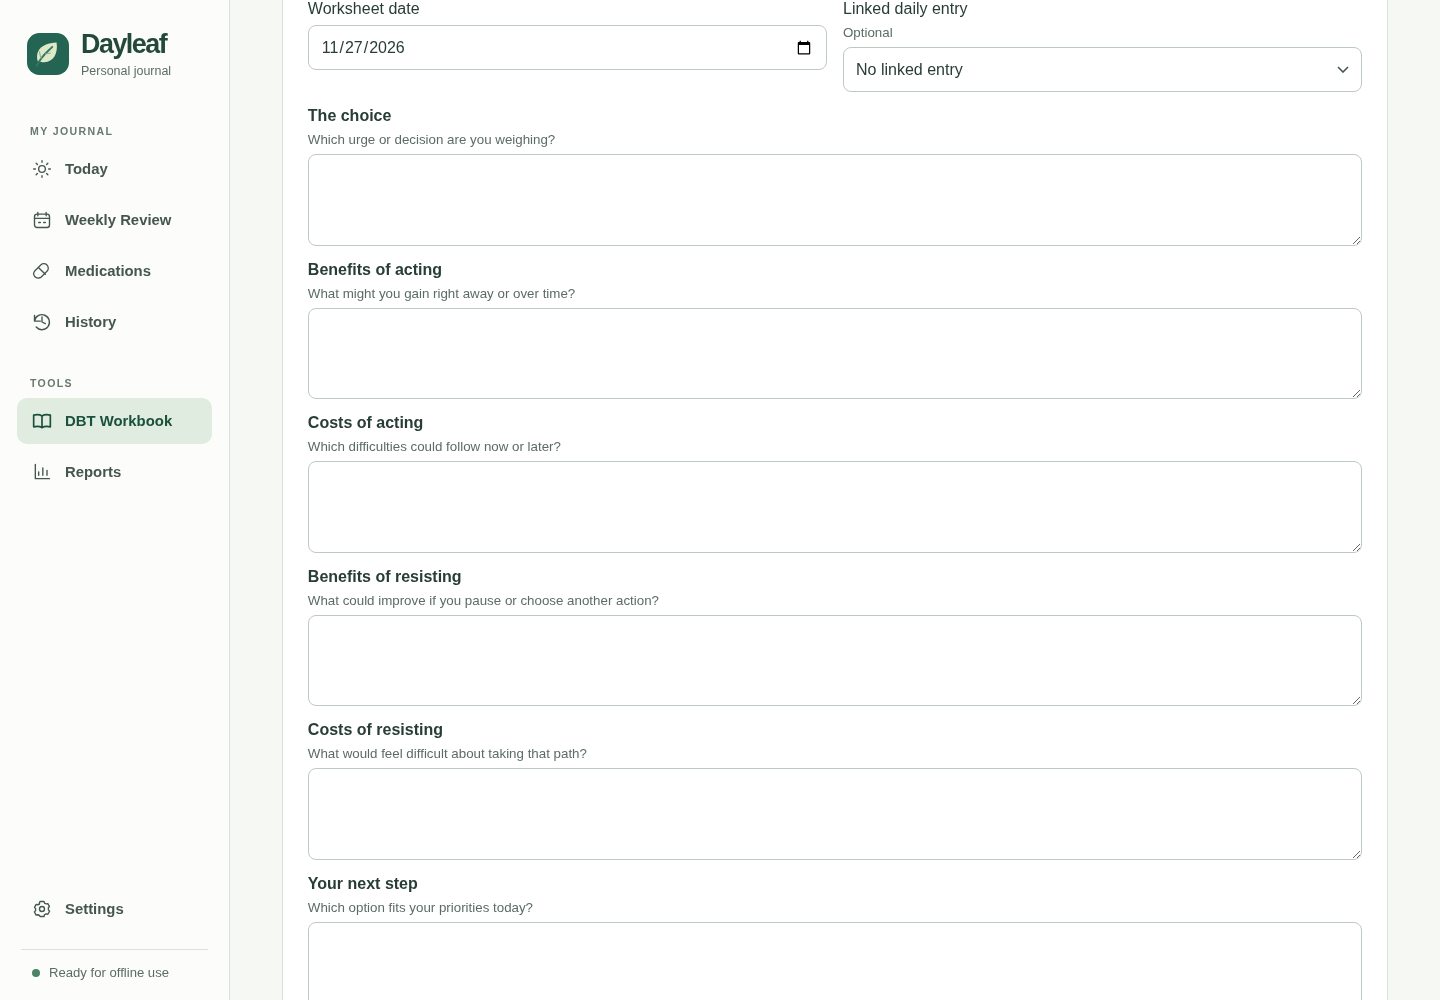 Dayleaf
Personal journal
MY JOURNAL
Today
Weekly Review
Medications
History
TOOLS
DBT Workbook
Reports
Settings
Ready for offline use
Worksheet date
11/27/2026
Linked daily entry
Optional
No linked entry
The choice
Which urge or decision are you weighing?
Benefits of acting
What might you gain right away or over time?
Costs of acting
Which difficulties could follow now or later?
Benefits of resisting
What could improve if you pause or choose another action?
Costs of resisting
What would feel difficult about taking that path?
Your next step
Which option fits your priorities today?